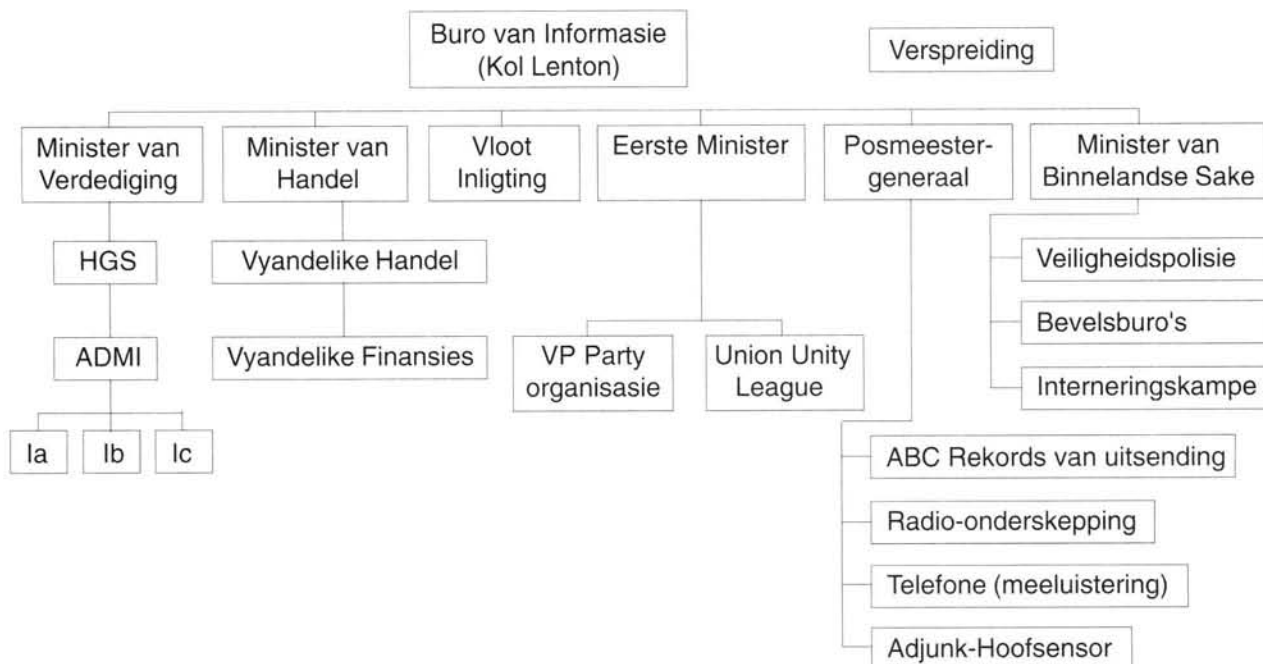 Buro van Informasie
(Kol Lenton)
Verspreiding
Minister van
Verdediging
Minister van
Handel
Vloot
Inligting
Eerste Minister
Posmeester-
generaal
Minister van
Binnelandse Sake
HGS
Vyandelike Handel
Veiligheidspolisie
Bevelsburo's
ADMI
Vyandelike Finansies
VP Party
organisasie
Union Unity
League
Interneringskampe
Ia
Ib
Ic
ABC Rekords van uitsending
Radio-onderskepping
Telefone (meeluistering)
Adjunk-Hoofsensor